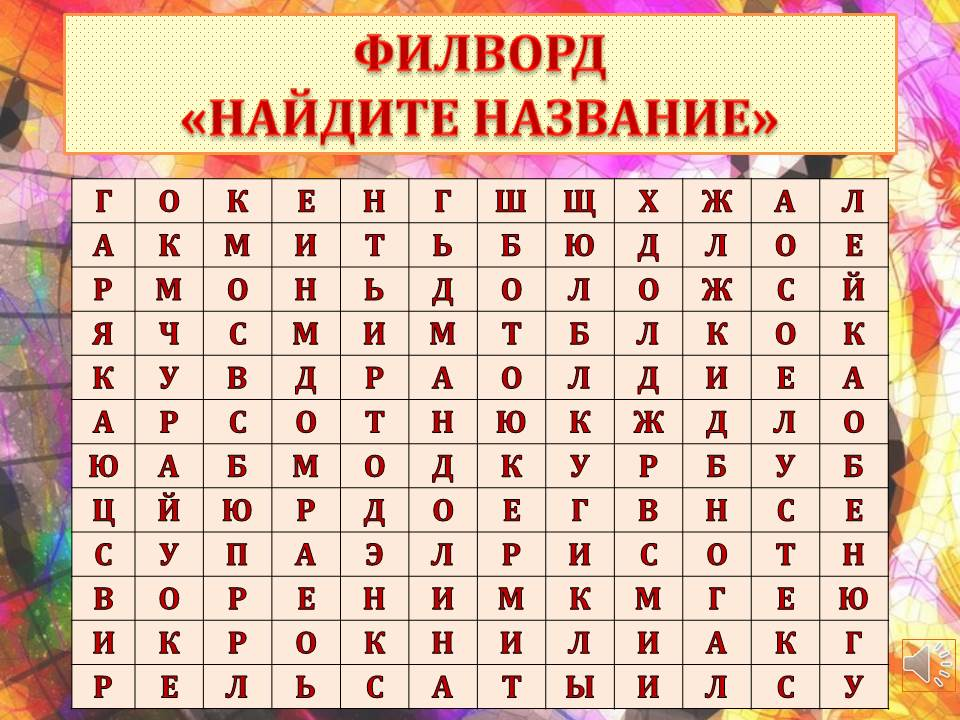 ФИЛВОРД
«НАЙДИТЕ НАЗВАНИЕ»
Г О К Е Н Г Ш Щ Х Ж А Л
А К М И Т Ь Б Ю Д Л О Е
Р М О Н Ь Д О Л О Ж С Й
Я Ч С М И М Т Б Л К О К
К У В Д Р А О Л Д И Е А
А Р С О Т Н Ю К Ж Д Л О
Ю А Б М О Д К У Р Б У Б
Ц Й Ю Р Д О Е Г В Н С Е
С У П А Э Л Р И С О Т Н
В О Р Е Н И М К М Г Е Ю
И К Р О К Н И Л И А К Г
Р Е Л Ь С А Т Ы И Л С У